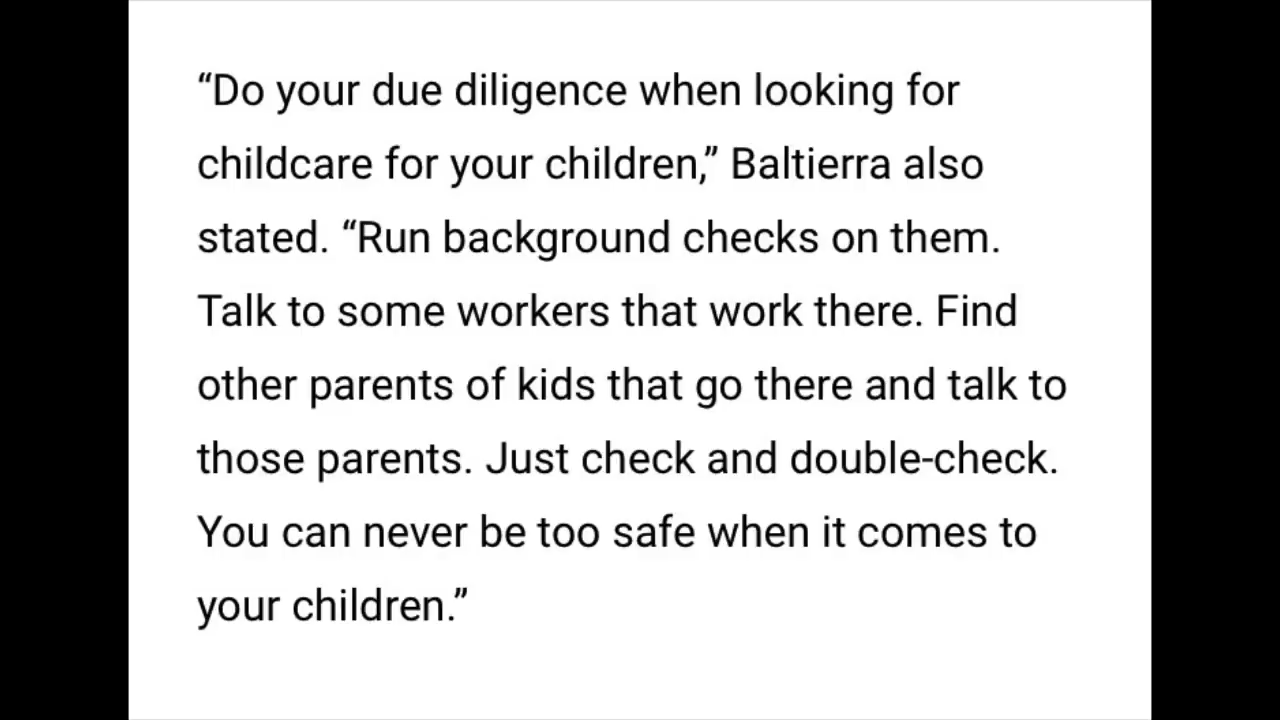 “Do your due diligence when looking for
childcare for your children,” Baltierra also
stated. “Run background checks on them.
Talk to some workers that work there. Find
other parents of kids that go there and talk to
those parents. Just check and double-check.
You can never be too safe when it comes to
your children.”